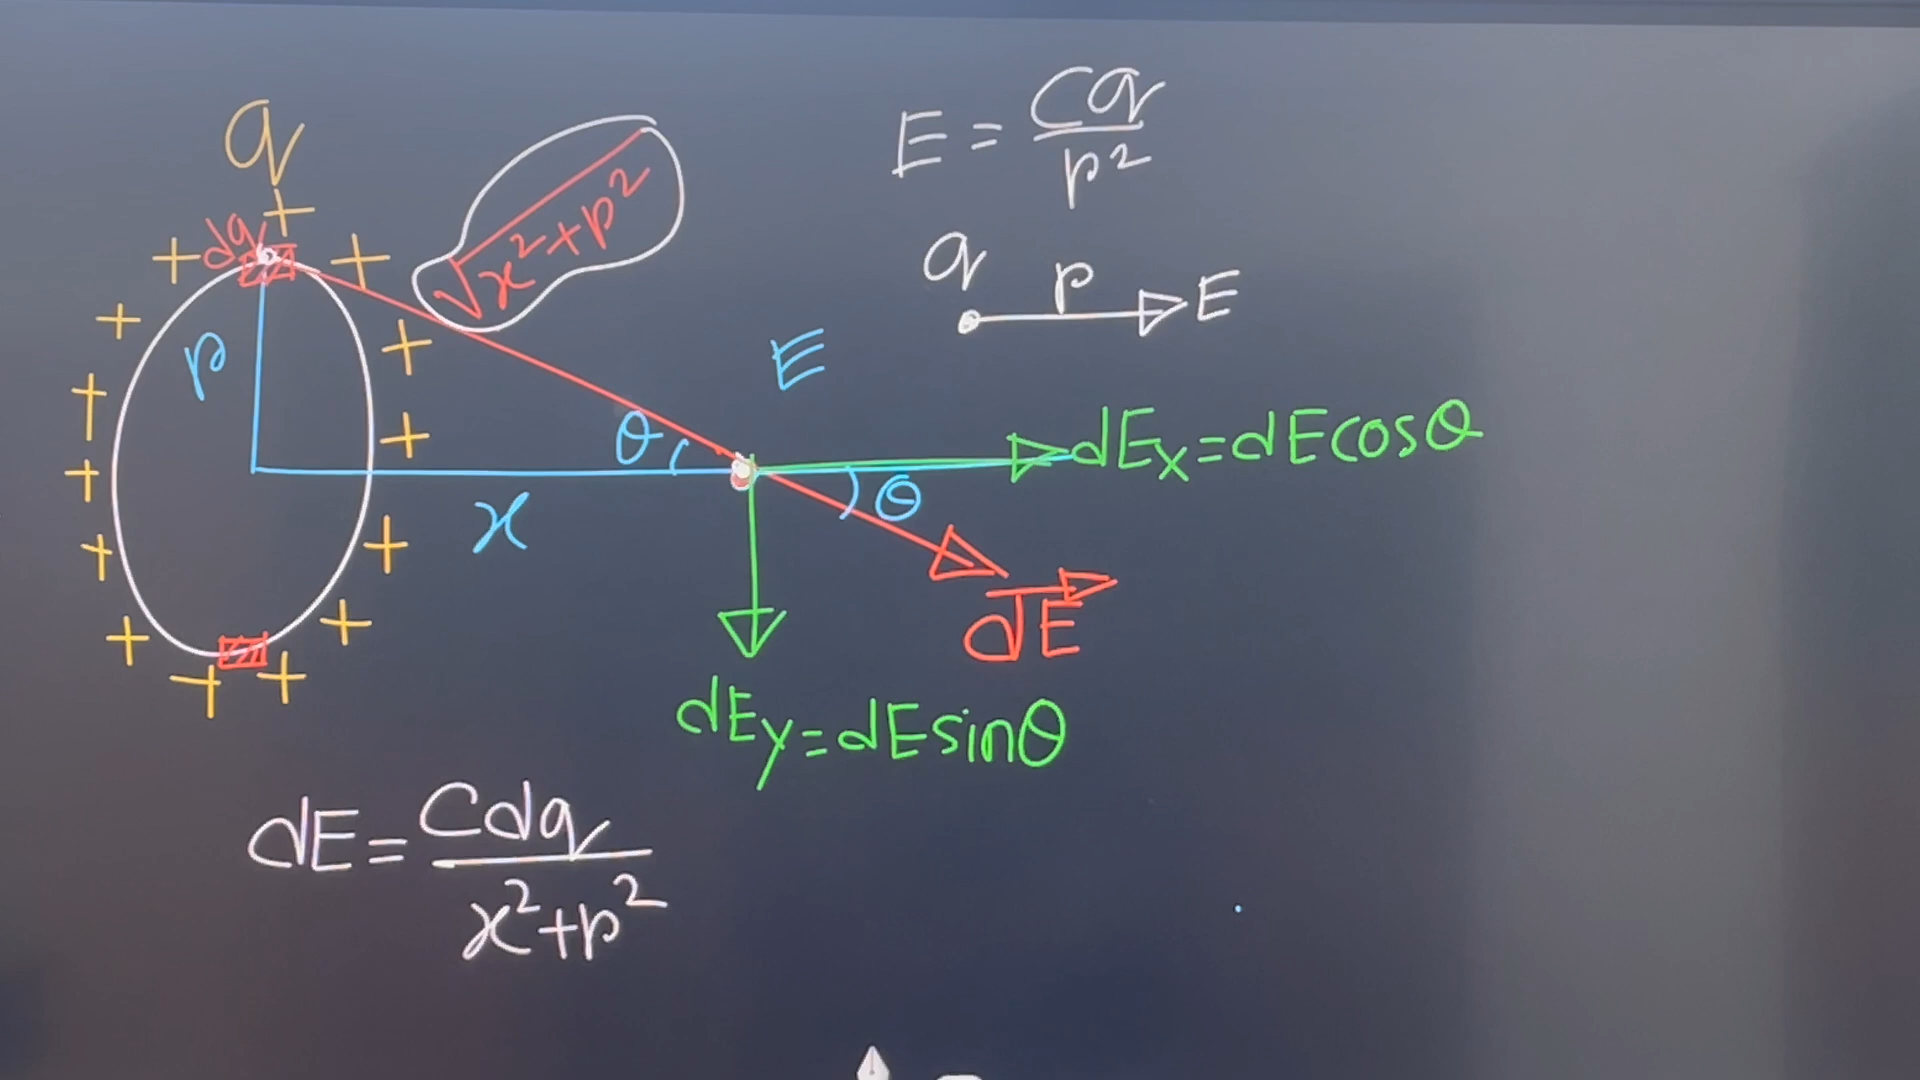 q
dq
√x²+r²
E = Cq/r²
q r E
r
E
θ
dEx=dEcosθ
x
θ
dE
dEy=dEsinθ
dE=Cdq/x²+r²